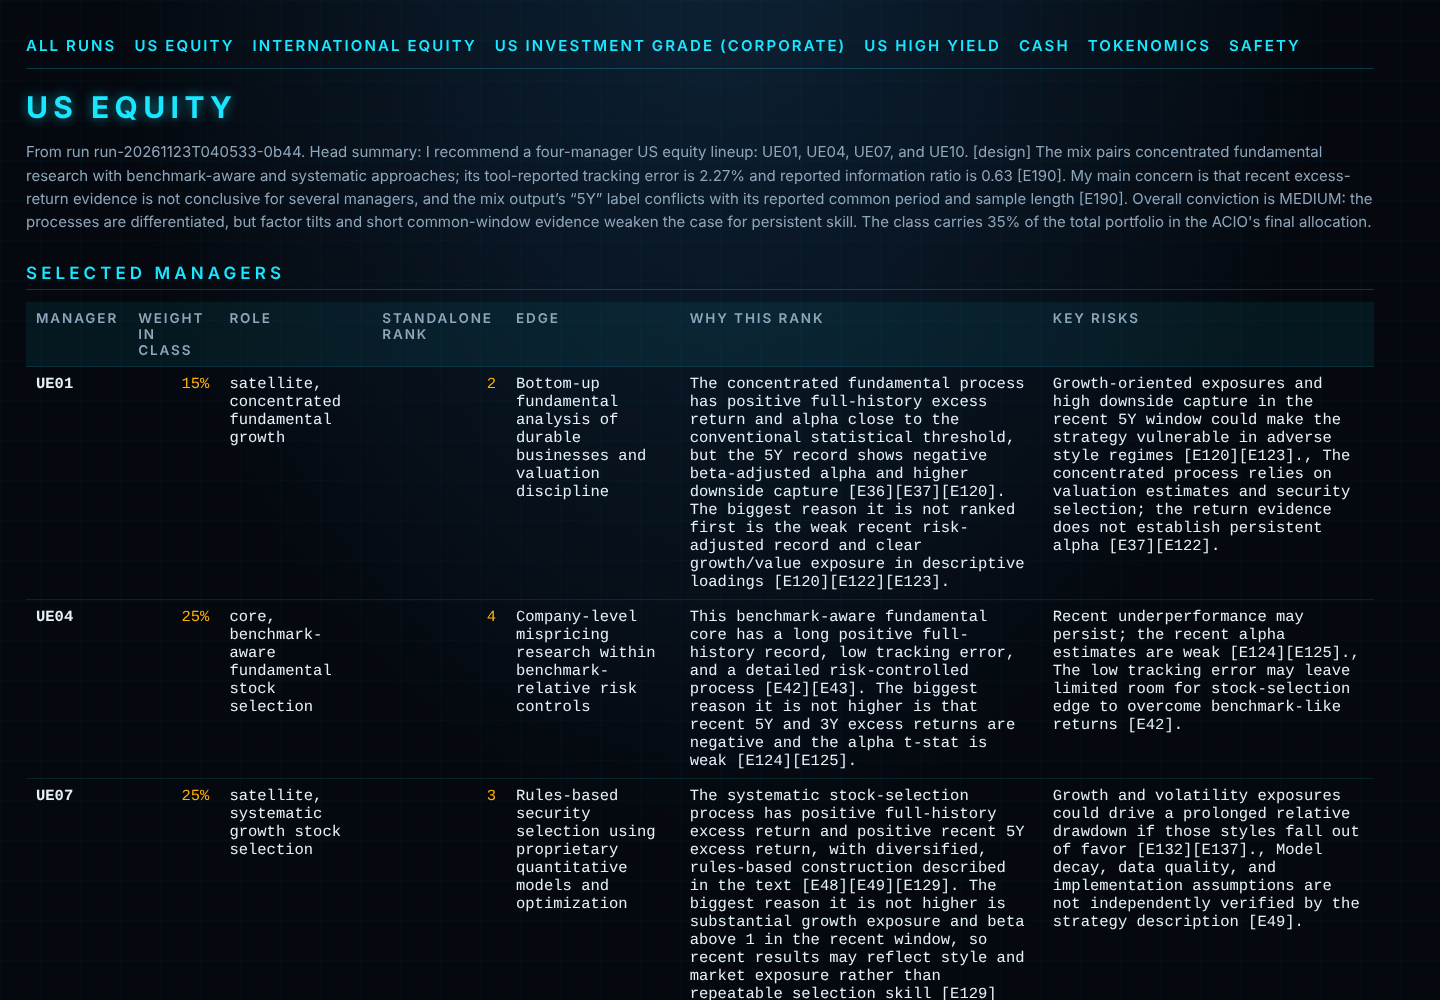 ALL RUNS US EQUITY INTERNATIONAL EQUITY US INVESTMENT GRADE (CORPORATE) US HIGH YIELD CASH TOKENOMICS SAFETY
US EQUITY
From run run-20261123T040533-0b44. Head summary: I recommend a four-manager US equity lineup: UE01, UE04, UE07, and UE10. [design] The mix pairs concentrated fundamental
research with benchmark-aware and systematic approaches; its tool-reported tracking error is 2.27% and reported information ratio is 0.63 [E190]. My main concern is that recent excess-
return evidence is not conclusive for several managers, and the mix output's “5Y” label conflicts with its reported common period and sample length [E190]. Overall conviction is MEDIUM: the
processes are differentiated, but factor tilts and short common-window evidence weaken the case for persistent skill. The class carries 35% of the total portfolio in the ACIO's final allocation.
SELECTED MANAGERS
MANAGER
WEIGHT
IN
CLASS
ROLE
STANDALONE
RANK
EDGE
WHY THIS RANK
KEY RISKS
UE01
15%
satellite,
concentrated
fundamental
growth
2
Bottom-up
fundamental
analysis of
durable
businesses and
valuation
discipline
The concentrated fundamental process
has positive full-history excess
return and alpha close to the
conventional statistical threshold,
but the 5Y record shows negative
beta-adjusted alpha and higher
downside capture [E36][E37][E120].
The biggest reason it is not ranked
first is the weak recent risk-
adjusted record and clear
growth/value exposure in descriptive
loadings [E120][E122][E123].
Growth-oriented exposures and
high downside capture in the
recent 5Y window could make the
strategy vulnerable in adverse
style regimes [E120][E123]., The
concentrated process relies on
valuation estimates and security
selection; the return evidence
does not establish persistent
alpha [E37][E122].
UE04
25%
core,
benchmark-
aware
fundamental
stock
selection
4
Company-level
mispricing
research within
benchmark-
relative risk
controls
This benchmark-aware fundamental
core has a long positive full-
history record, low tracking error,
and a detailed risk-controlled
process [E42][E43]. The biggest
reason it is not higher is that
recent 5Y and 3Y excess returns are
negative and the alpha t-stat is
weak [E124][E125].
Recent underperformance may
persist; the recent alpha
estimates are weak [E124][E125].,
The low tracking error may leave
limited room for stock-selection
edge to overcome benchmark-like
returns [E42].
UE07
25%
satellite,
systematic
growth stock
selection
3
Rules-based
security
selection using
proprietary
quantitative
models and
optimization
The systematic stock-selection
process has positive full-history
excess return and positive recent 5Y
excess return, with diversified,
rules-based construction described
in the text [E48][E49][E129]. The
biggest reason it is not higher is
substantial growth exposure and beta
above 1 in the recent window, so
recent results may reflect style and
market exposure rather than
repeatable selection skill [E129]
Growth and volatility exposures
could drive a prolonged relative
drawdown if those styles fall out
of favor [E132][E137]., Model
decay, data quality, and
implementation assumptions are
not independently verified by the
strategy description [E49].